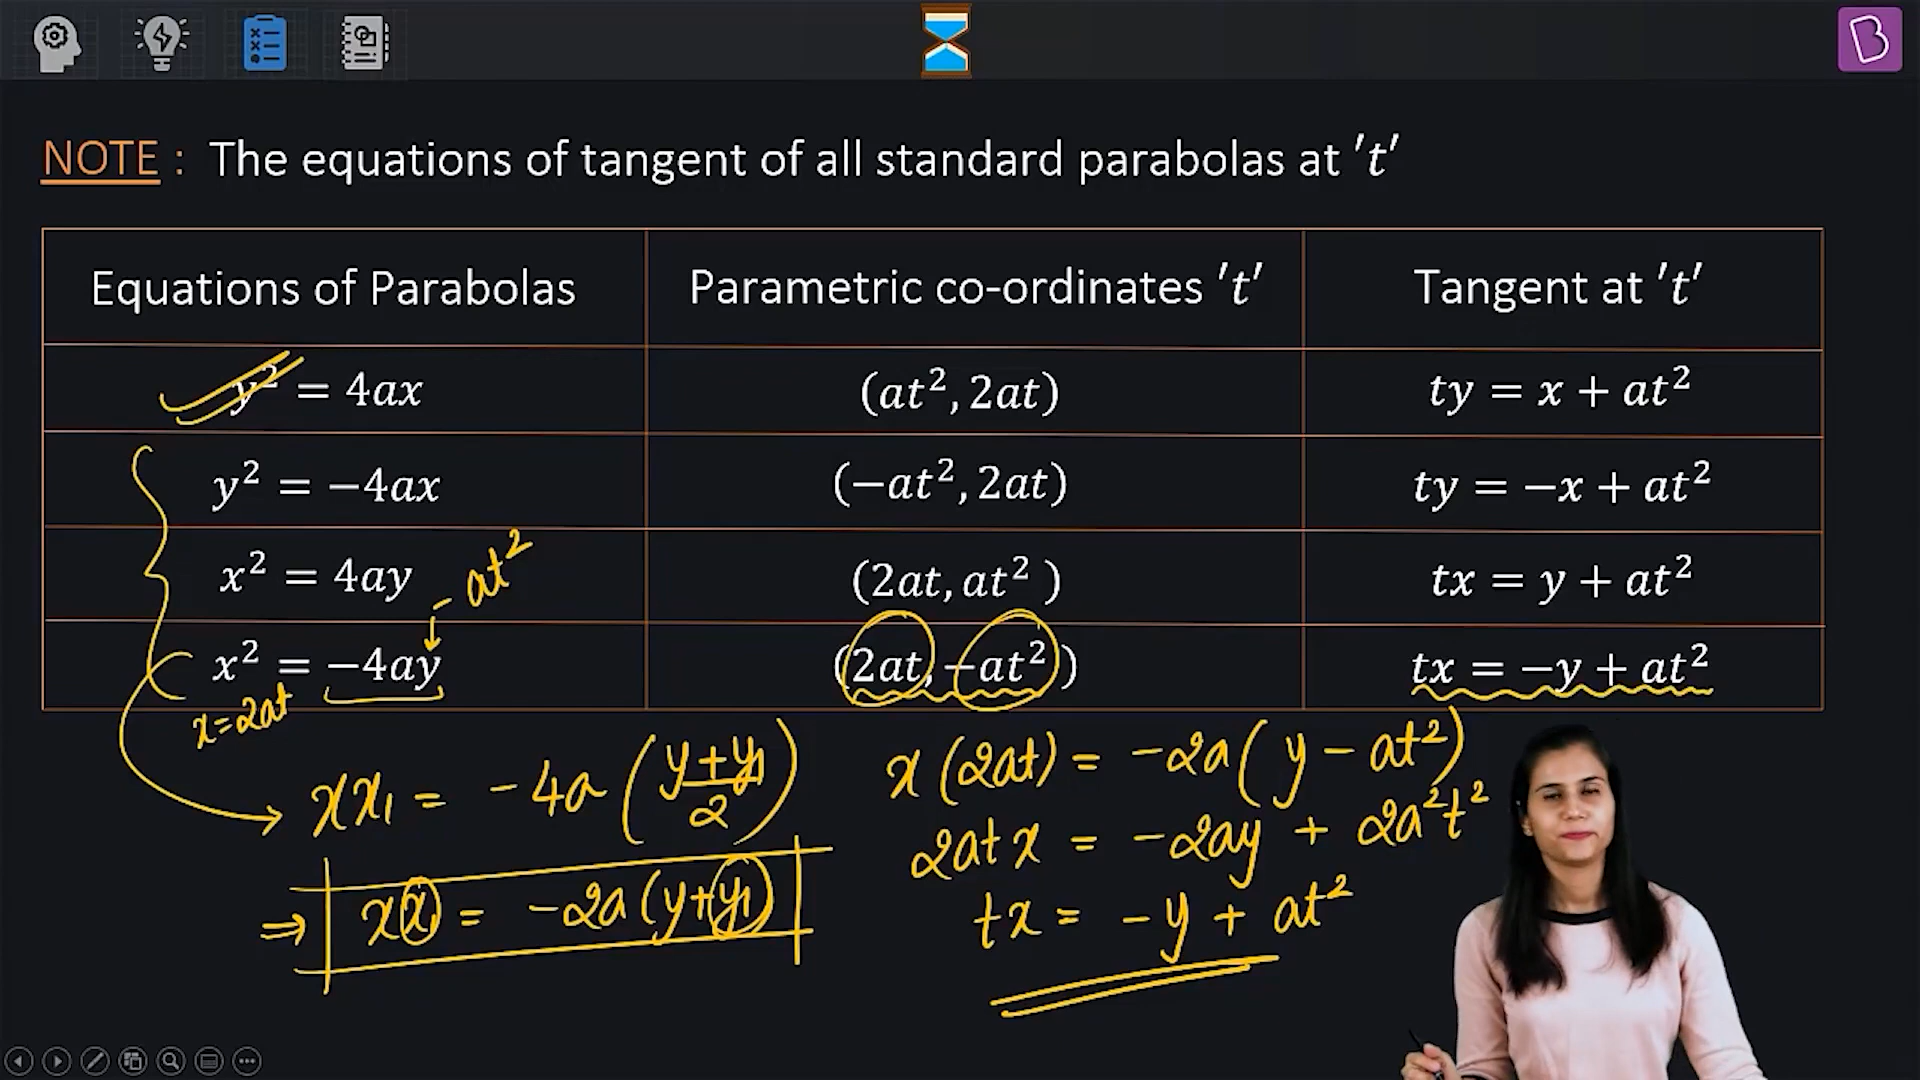 NOTE : The equations of tangent of all standard parabolas at 't'
Equations of Parabolas Parametric co-ordinates 't' Tangent at 't'
y² = 4ax (at², 2at) ty = x + at²
y² = −4ax (−at², 2at) ty = −x + at²
x² = 4ay (2at, at² ) tx = y + at²
- at²
x² = −4ay (2at, −at² ) tx = −y + at²
x=2at
xx₁ = -4a (y+y₁/2)
⇒ xx₁ = -2a (y+y₁)
x (2at) = -2a ( y - at²)
2at x = -2ay + 2a²t²
tx = -y + at²
B